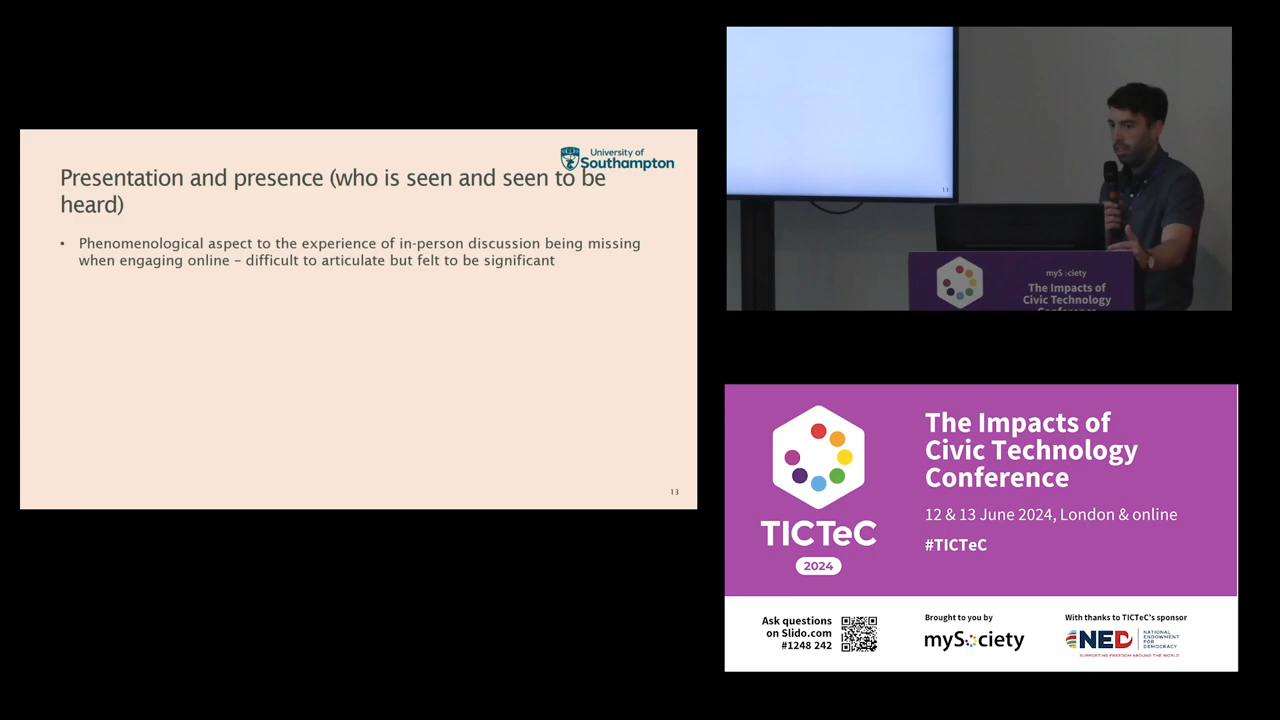 University of
Southampton
Presentation and presence (who is seen and seen to be
heard)
• Phenomenological aspect to the experience of in-person discussion being missing
when engaging online – difficult to articulate but felt to be significant
13
13
mySociety
The Impacts of
Civic Technology
Conference
The Impacts of
Civic Technology
Conference
12 & 13 June 2024, London & online
#TICTeC
TICTeC
2024
Ask questions
on Slido.com
#1248 242
Brought to you by
mySociety
With thanks to TICTeC's sponsor
NED
NATIONAL
ENDOWMENT
FOR
DEMOCRACY
SUPPORTING FREEDOM AROUND THE WORLD